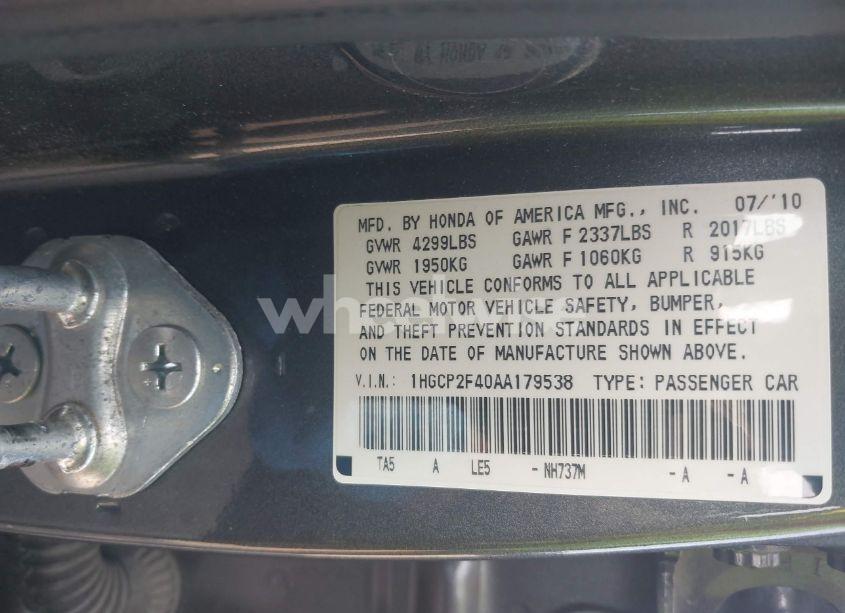 MFD. BY HONDA OF AMERICA MFG., INC. 07/'10
GVWR 4299LBS GAWR F 2337LBS R 2017LBS
GVWR 1950KG GAWR F 1060KG R 915KG
THIS VEHICLE CONFORMS TO ALL APPLICABLE
FEDERAL MOTOR VEHICLE SAFETY, BUMPER,
AND THEFT PREVENTION STANDARDS IN EFFECT
ON THE DATE OF MANUFACTURE SHOWN ABOVE.
V.I.N.: 1HGCP2F40AA179538 TYPE: PASSENGER CAR
TA5 A LE5 - NH737M - A - A